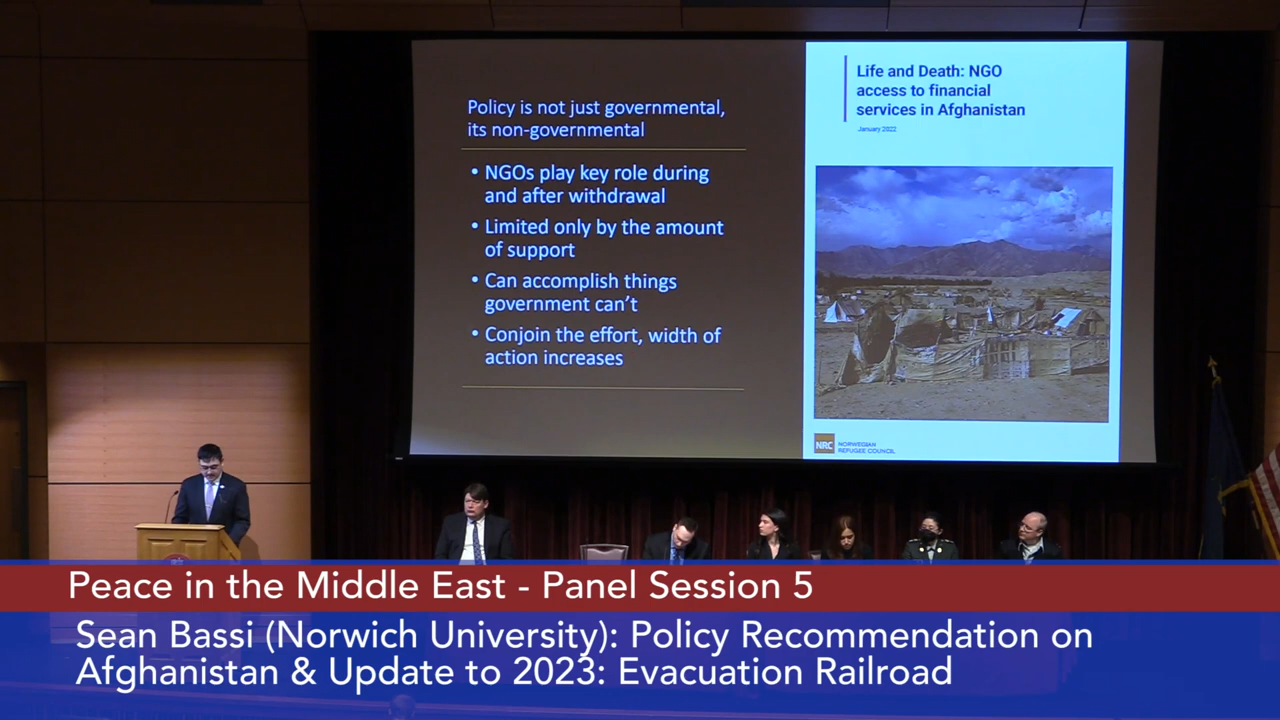 Policy is not just governmental,
its non-governmental
• NGOs play key role during
and after withdrawal
• Limited only by the amount
of support
• Can accomplish things
government can't
• Conjoin the effort, width of
action increases
Life and Death: NGO
access to financial
services in Afghanistan
January 2022
NRC
NORWEGIAN
REFUGEE COUNCIL
Peace in the Middle East - Panel Session 5
Sean Bassi (Norwich University): Policy Recommendation on
Afghanistan & Update to 2023: Evacuation Railroad